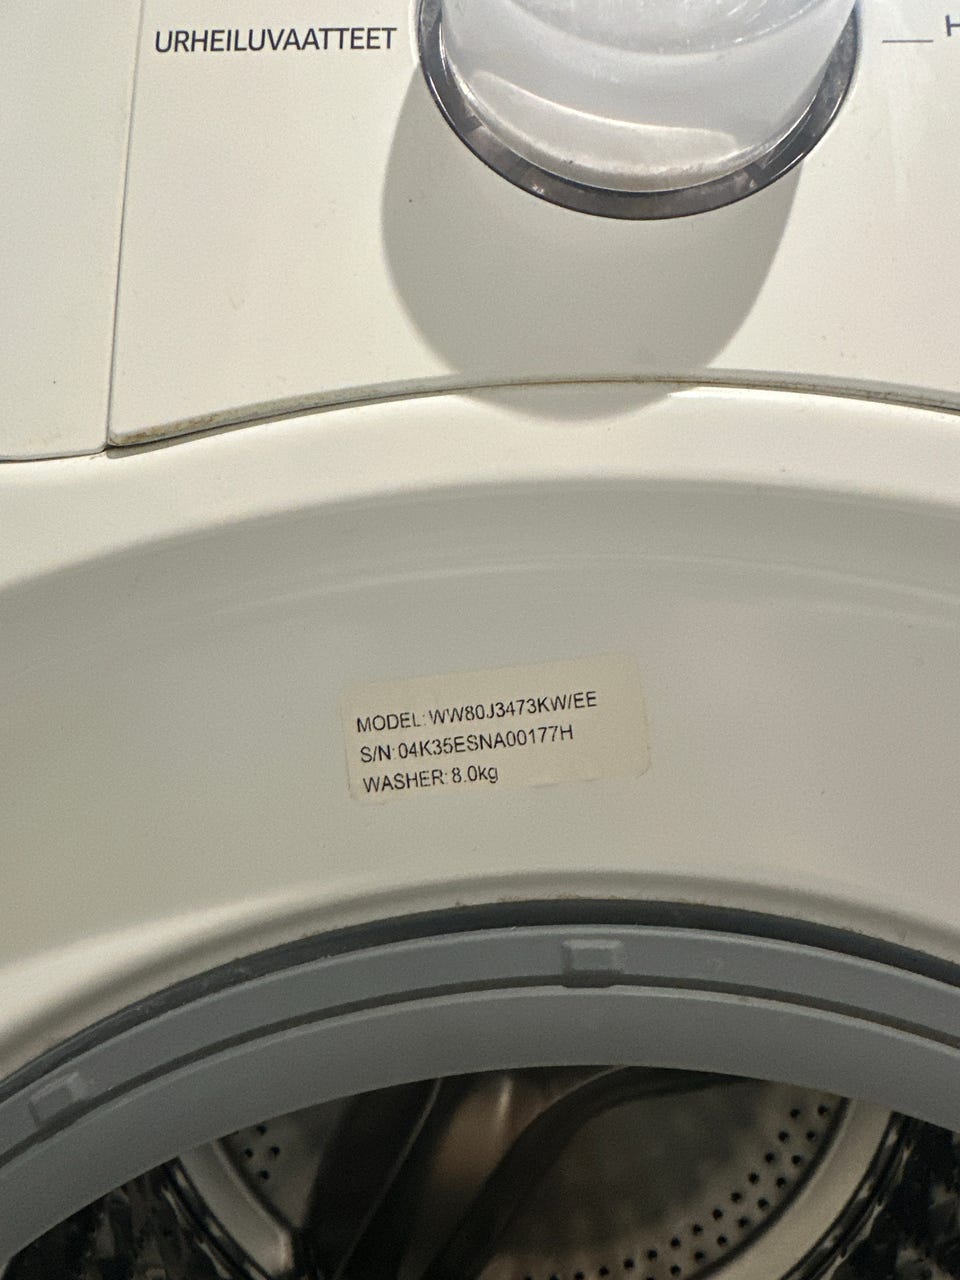 URHEILUVAATTEET
MODEL:WW80J3473KW/EE
S/N:04K35ESNA00177H
WASHER:8.0kg